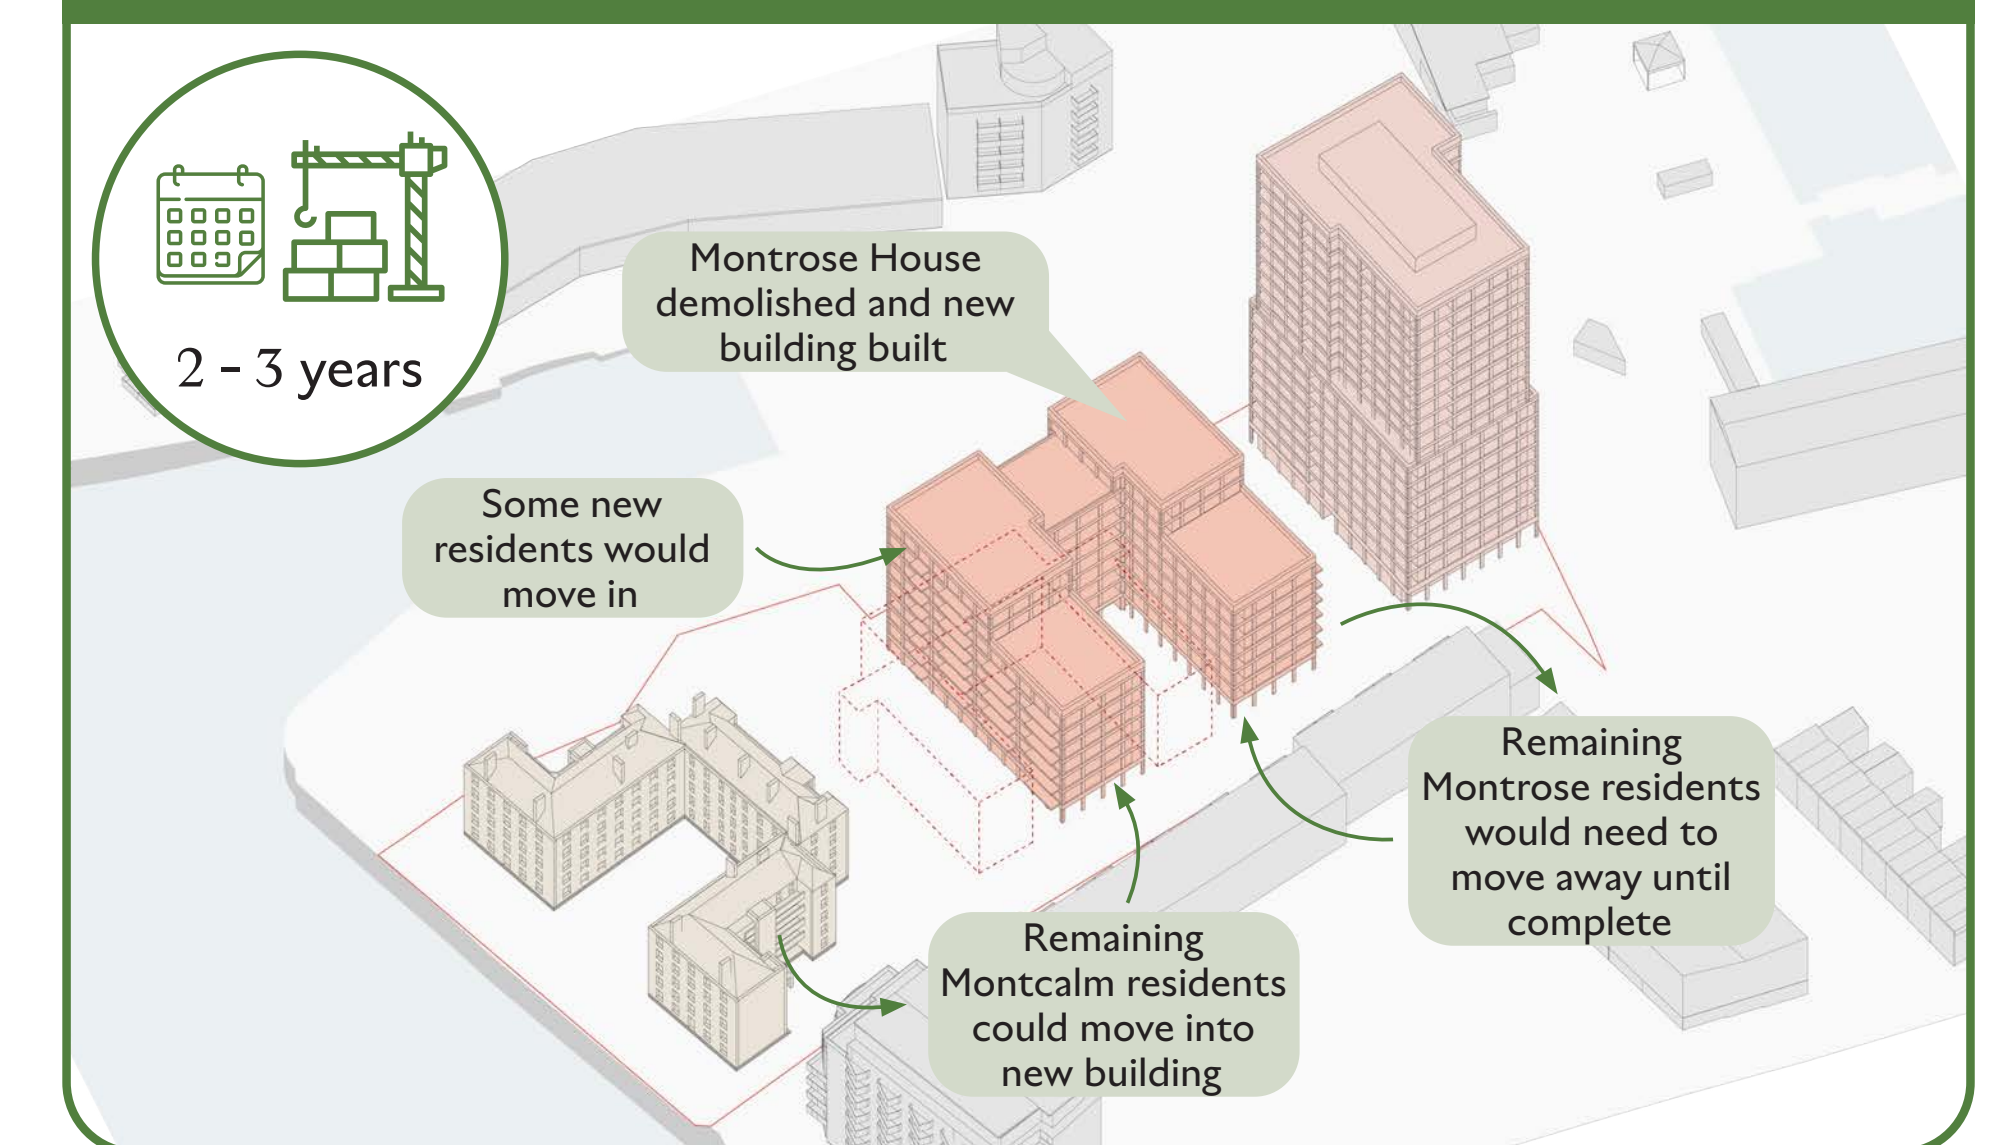 2 - 3 years
Montrose House
demolished and new
building built
Some new
residents would
move in
Remaining
Montrose residents
would need to
move away until
complete
Remaining
Montcalm residents
could move into
new building